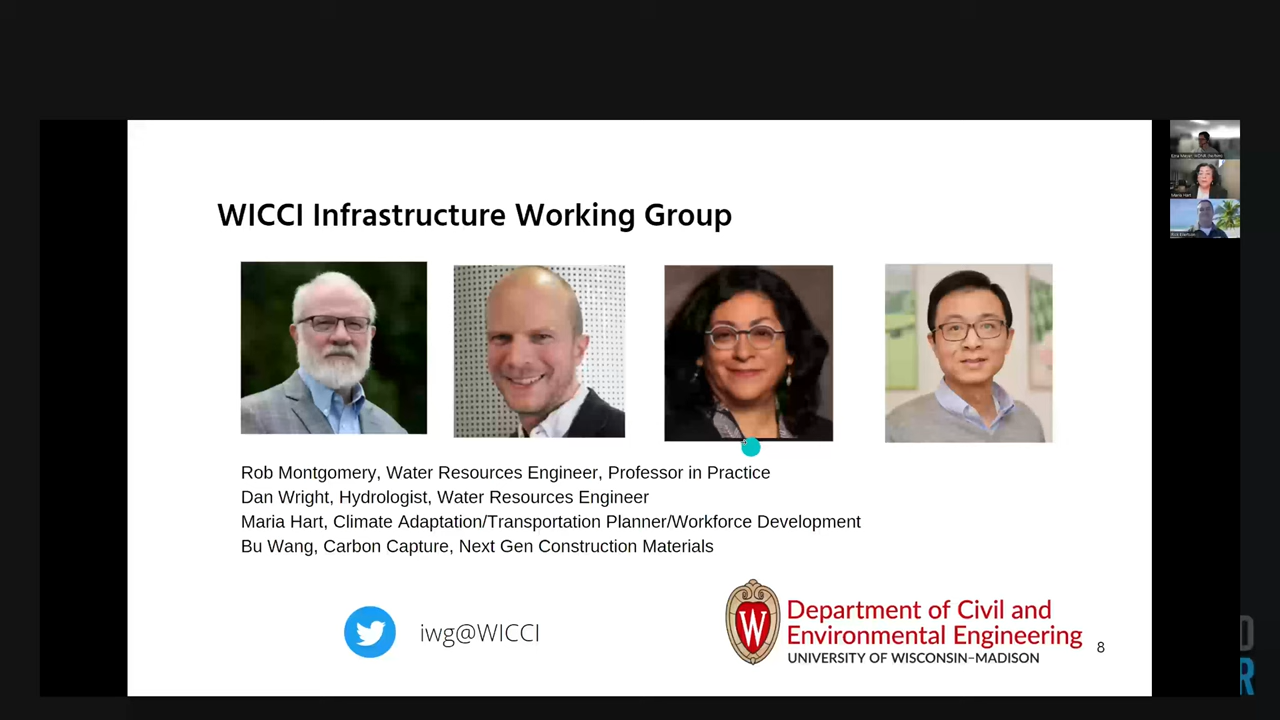 WICCI Infrastructure Working Group
Maria Hart
Rob Montgomery, Water Resources Engineer, Professor in Practice
Dan Wright, Hydrologist, Water Resources Engineer
Maria Hart, Climate Adaptation/Transportation Planner/Workforce Development
Bu Wang, Carbon Capture, Next Gen Construction Materials
iwg@WICCI
W
Department of Civil and
Environmental Engineering
UNIVERSITY OF WISCONSIN–MADISON
8
D
R